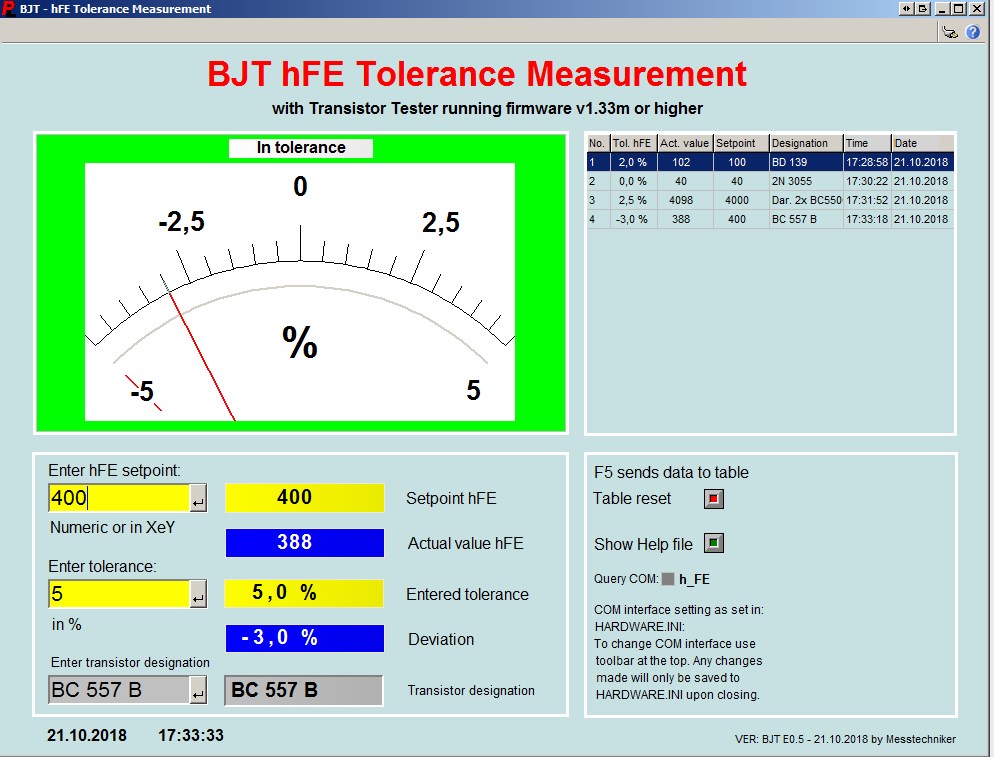 BJT - hFE Tolerance Measurement
BJT hFE Tolerance Measurement
with Transistor Tester running firmware v1.33m or higher
In tolerance
0
-2,5 2,5
%
-5 5
No. Tol. hFE Act. value Setpoint Designation Time Date
1 2,0 % 102 100 BD 139 17:28:58 21.10.2018
2 0,0 % 40 40 2N 3055 17:30:22 21.10.2018
3 2,5 % 4098 4000 Dar. 2x BC550 17:31:52 21.10.2018
4 -3,0 % 388 400 BC 557 B 17:33:18 21.10.2018
Enter hFE setpoint:
400 400 Setpoint hFE
Numeric or in XeY
388 Actual value hFE
Enter tolerance:
5 5,0 % Entered tolerance
in %
-3,0 % Deviation
Enter transistor designation
BC 557 B BC 557 B Transistor designation
F5 sends data to table
Table reset
Show Help file
Query COM: h_FE
COM interface setting as set in:
HARDWARE.INI:
To change COM interface use
toolbar at the top. Any changes
made will only be saved to
HARDWARE.INI upon closing.
21.10.2018 17:33:33
VER: BJT E0.5 - 21.10.2018 by Messtechniker